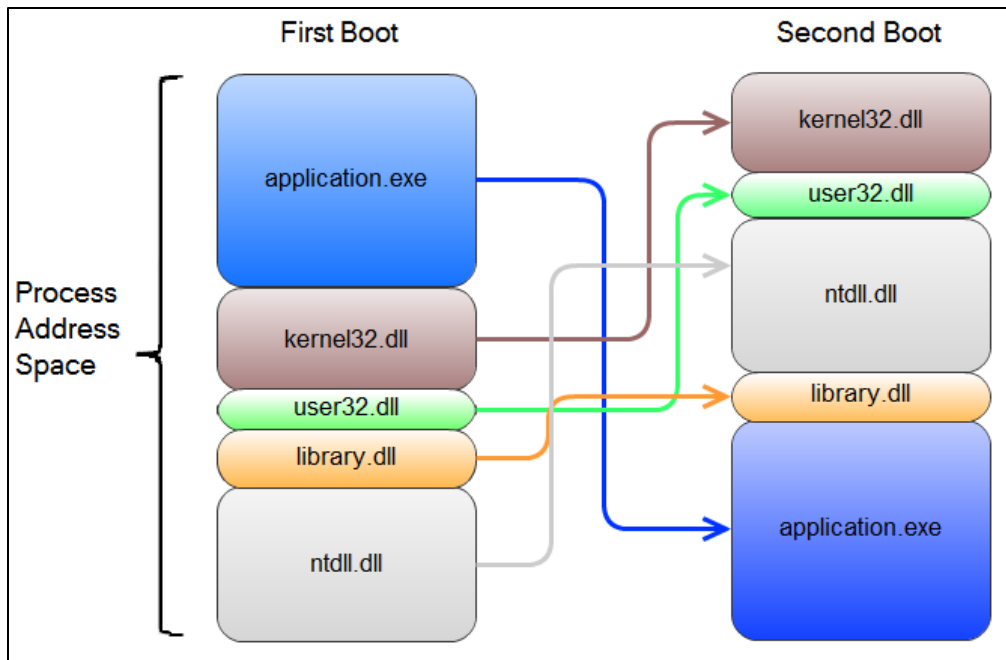 First Boot
Second Boot
Process
Address
Space
application.exe
kernel32.dll
user32.dll
library.dll
ntdll.dll
kernel32.dll
user32.dll
ntdll.dll
library.dll
application.exe